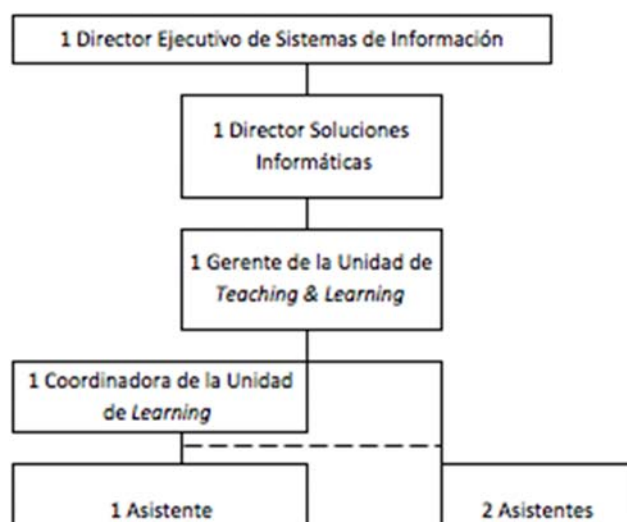 1 Director Ejecutivo de Sistemas de Información
1 Director Soluciones
Informáticas
1 Gerente de la Unidad de
Teaching & Learning
1 Coordinadora de la Unidad
de Learning
1 Asistente
2 Asistentes